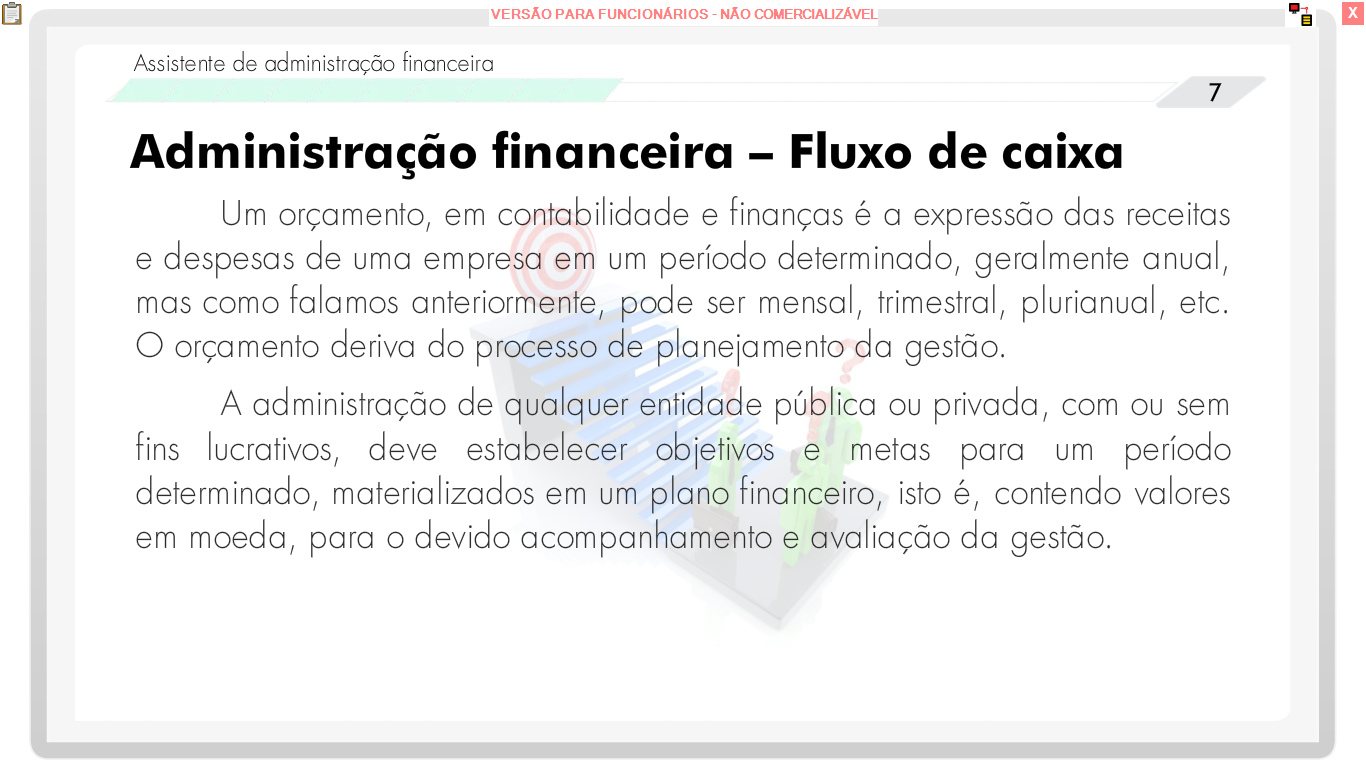 VERSÃO PARA FUNCIONÁRIOS - NÃO COMERCIALIZÁVEL
X
Assistente de administração financeira
7
Administração financeira – Fluxo de caixa
Um orçamento, em contabilidade e finanças é a expressão das receitas
e despesas de uma empresa em um período determinado, geralmente anual,
mas como falamos anteriormente, pode ser mensal, trimestral, plurianual, etc.
O orçamento deriva do processo de planejamento da gestão.
A administração de qualquer entidade pública ou privada, com ou sem
fins lucrativos, deve estabelecer objetivos e metas para um período
determinado, materializados em um plano financeiro, isto é, contendo valores
em moeda, para o devido acompanhamento e avaliação da gestão.